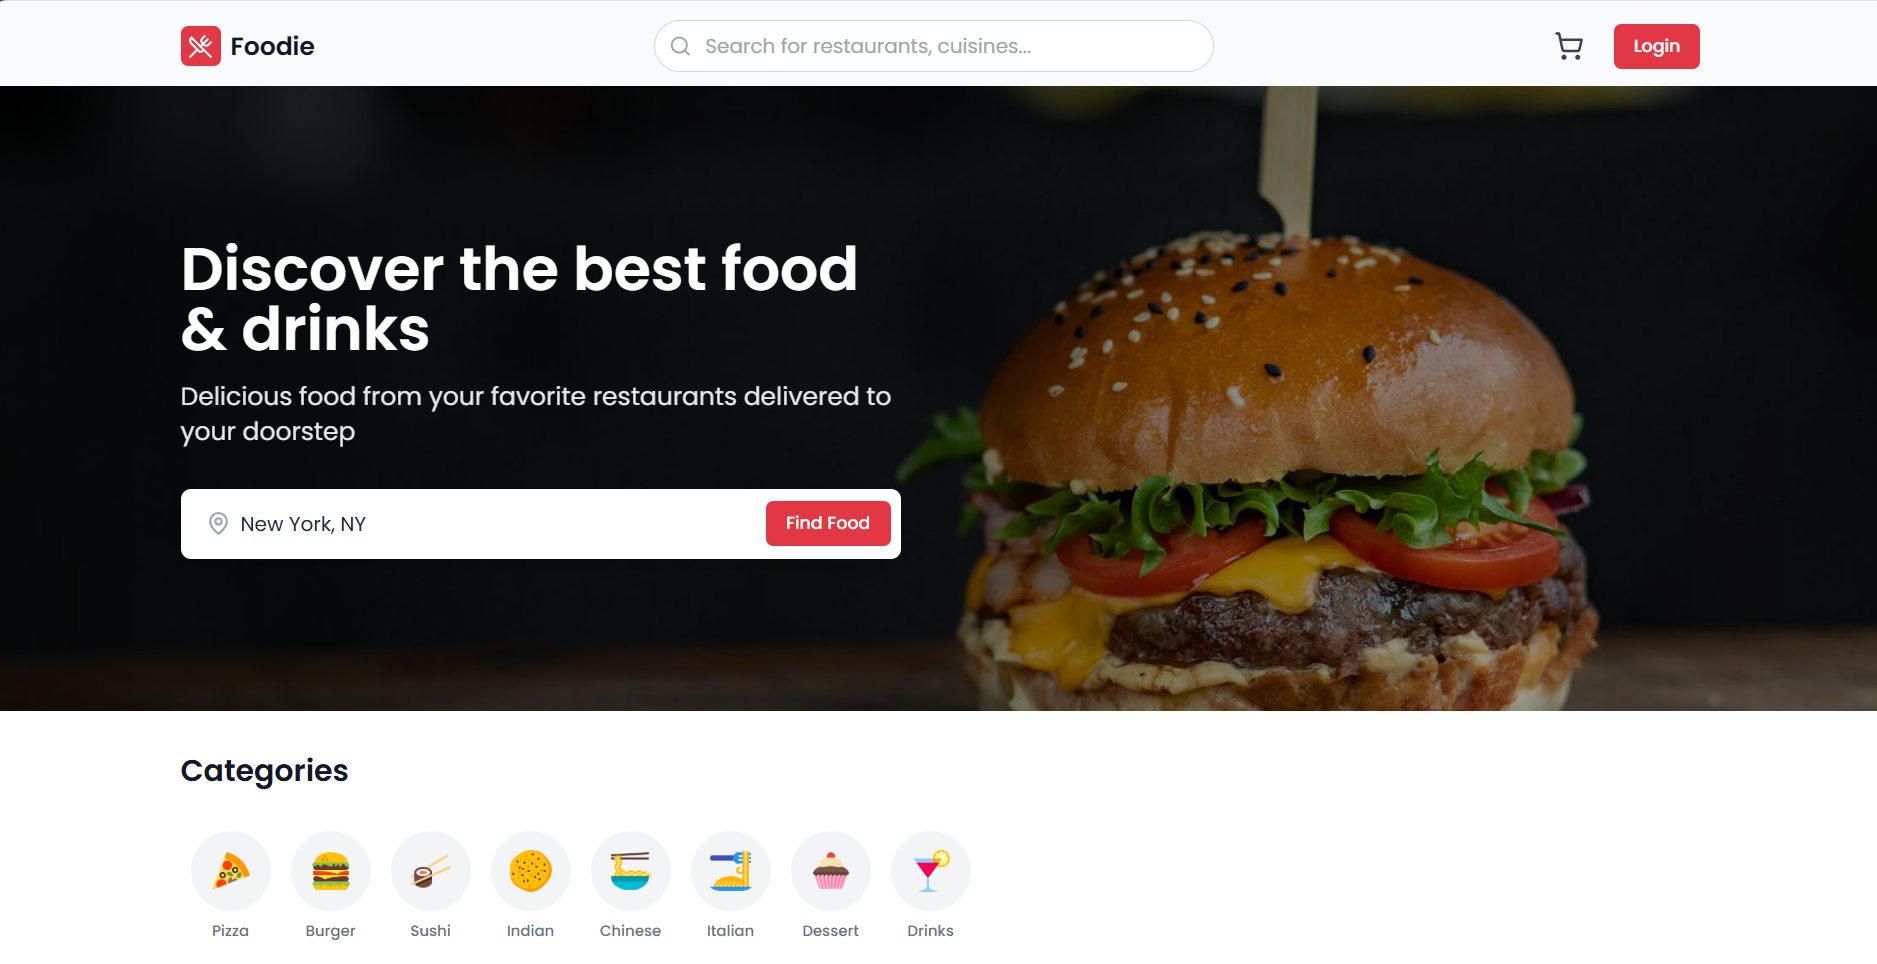 Foodie
Search for restaurants, cuisines...
Login
Discover the best food
& drinks
Delicious food from your favorite restaurants delivered to
your doorstep
New York, NY
Find Food
Categories
Pizza
Burger
Sushi
Indian
Chinese
Italian
Dessert
Drinks